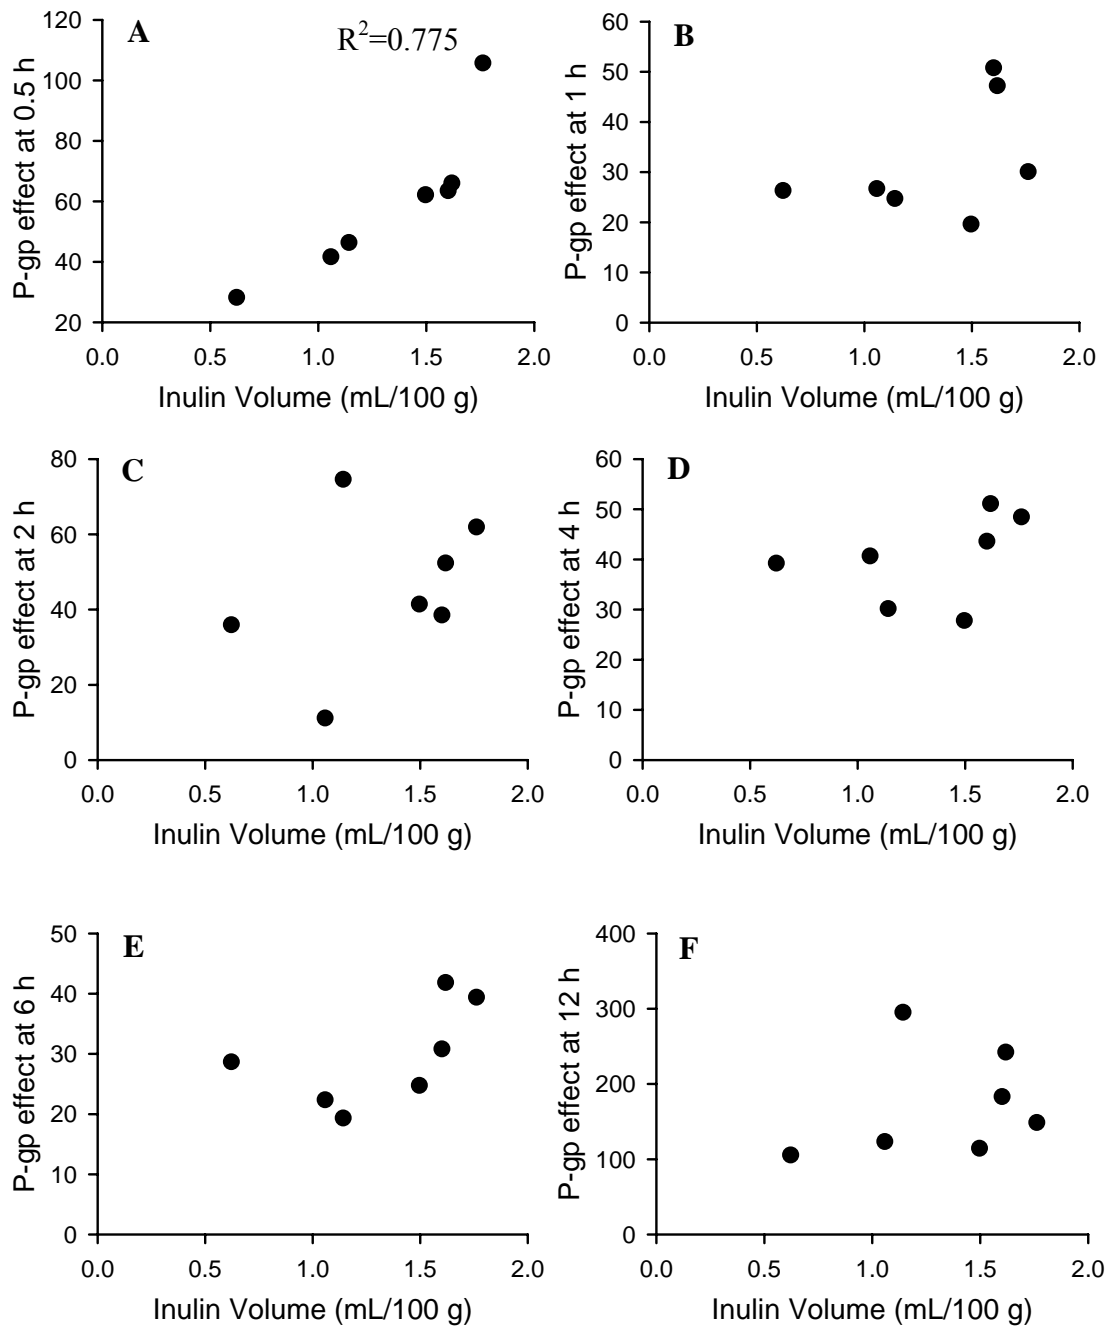 A
R²=0.775
P-gp effect at 0.5 h
120
100
80
60
40
20
0.0 0.5 1.0 1.5 2.0
Inulin Volume (mL/100 g)
B
P-gp effect at 1 h
60
50
40
30
20
10
0
0.0 0.5 1.0 1.5 2.0
Inulin Volume (mL/100 g)
C
P-gp effect at 2 h
80
60
40
20
0
0.0 0.5 1.0 1.5 2.0
Inulin Volume (mL/100 g)
D
P-gp effect at 4 h
60
50
40
30
20
10
0
0.0 0.5 1.0 1.5 2.0
Inulin Volume (mL/100 g)
E
P-gp effect at 6 h
50
40
30
20
10
0
0.0 0.5 1.0 1.5 2.0
Inulin Volume (mL/100 g)
F
P-gp effect at 12 h
400
300
200
100
0
0.0 0.5 1.0 1.5 2.0
Inulin Volume (mL/100 g)